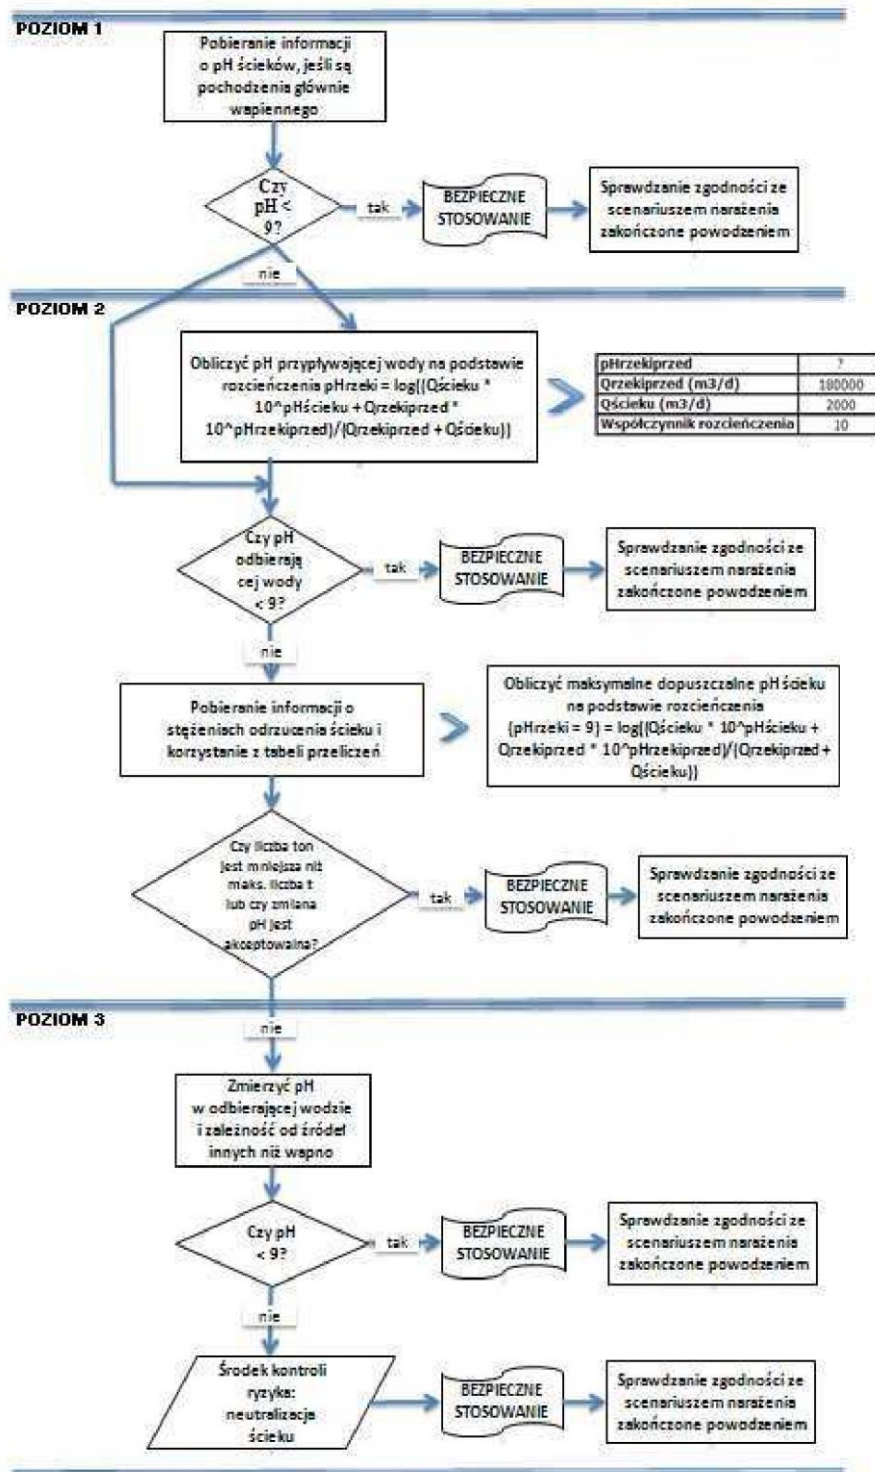 POZIOM 1
Pobieranie informacji
o pH ścieków, jeśli są
pochodzenia głównie
wapiennego
Czy
pH <
9?
tak
BEZPIECZNE
STOSOWANIE
Sprawdzanie zgodności ze
scenariuszem narażenia
zakończone powodzeniem
nie
POZIOM 2
Obliczyć pH przypływającej wody na podstawie
rozcieńczenia pHrzeki = log((Qścieku *
10^pHścieku + Qrzekiprzed *
10^pHrzekiprzed)/(Qrzekiprzed + Qścieku))
pHrzekiprzed ?
Qrzekiprzed (m3/d) 180000
Qścieku (m3/d) 2000
Współczynnik rozcieńczenia 10
Czy pH
odbierają
cej wody
< 9?
tak
BEZPIECZNE
STOSOWANIE
Sprawdzanie zgodności ze
scenariuszem narażenia
zakończone powodzeniem
nie
Pobieranie informacji o
stężeniach odrzucenia ścieku i
korzystanie z tabeli przeliczeń
Obliczyć maksymalne dopuszczalne pH ścieku
na podstawie rozcieńczenia
(pHrzeki = 9) = log((Qścieku * 10^pHścieku +
Qrzekiprzed * 10^pHrzekiprzed)/(Qrzekiprzed +
Qścieku))
Czy liczba ton
jest mniejsza niż
maks. liczba t
lub czy zmiana
pH jest
akceptowalna?
tak
BEZPIECZNE
STOSOWANIE
Sprawdzanie zgodności ze
scenariuszem narażenia
zakończone powodzeniem
POZIOM 3
nie
Zmierzyć pH
w odbierającej wodzie
i zależność od źródeł
innych niż wapno
Czy pH
< 9?
tak
BEZPIECZNE
STOSOWANIE
Sprawdzanie zgodności ze
scenariuszem narażenia
zakończone powodzeniem
nie
Środek kontroli
ryzyka:
neutralizacja
ścieku
BEZPIECZNE
STOSOWANIE
Sprawdzanie zgodności ze
scenariuszem narażenia
zakończone powodzeniem